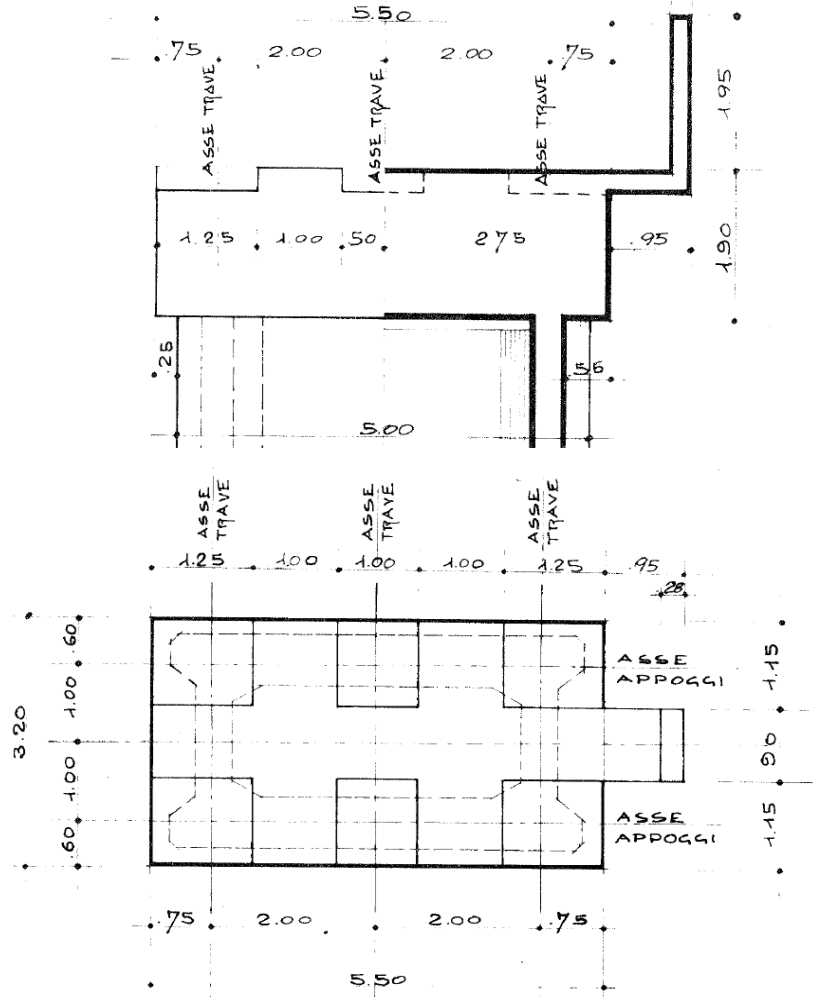 5.50
.75 2.00 2.00 .75
ASSE TRAVE
ASSE TRAVE
ASSE TRAVE
1.95
1.25 1.00 .50 275 .95
1.90
.25
.55
5.00
ASSE
TRAVE
ASSE
TRAVE
ASSE
TRAVE
1.25 1.00 1.00 1.00 1.25 .95
.28
.60
1.00
3.20
1.00
.60
ASSE
APPOGGI
1.15
90
1.15
ASSE
APPOGGI
.75 2.00 2.00 .75
5.50